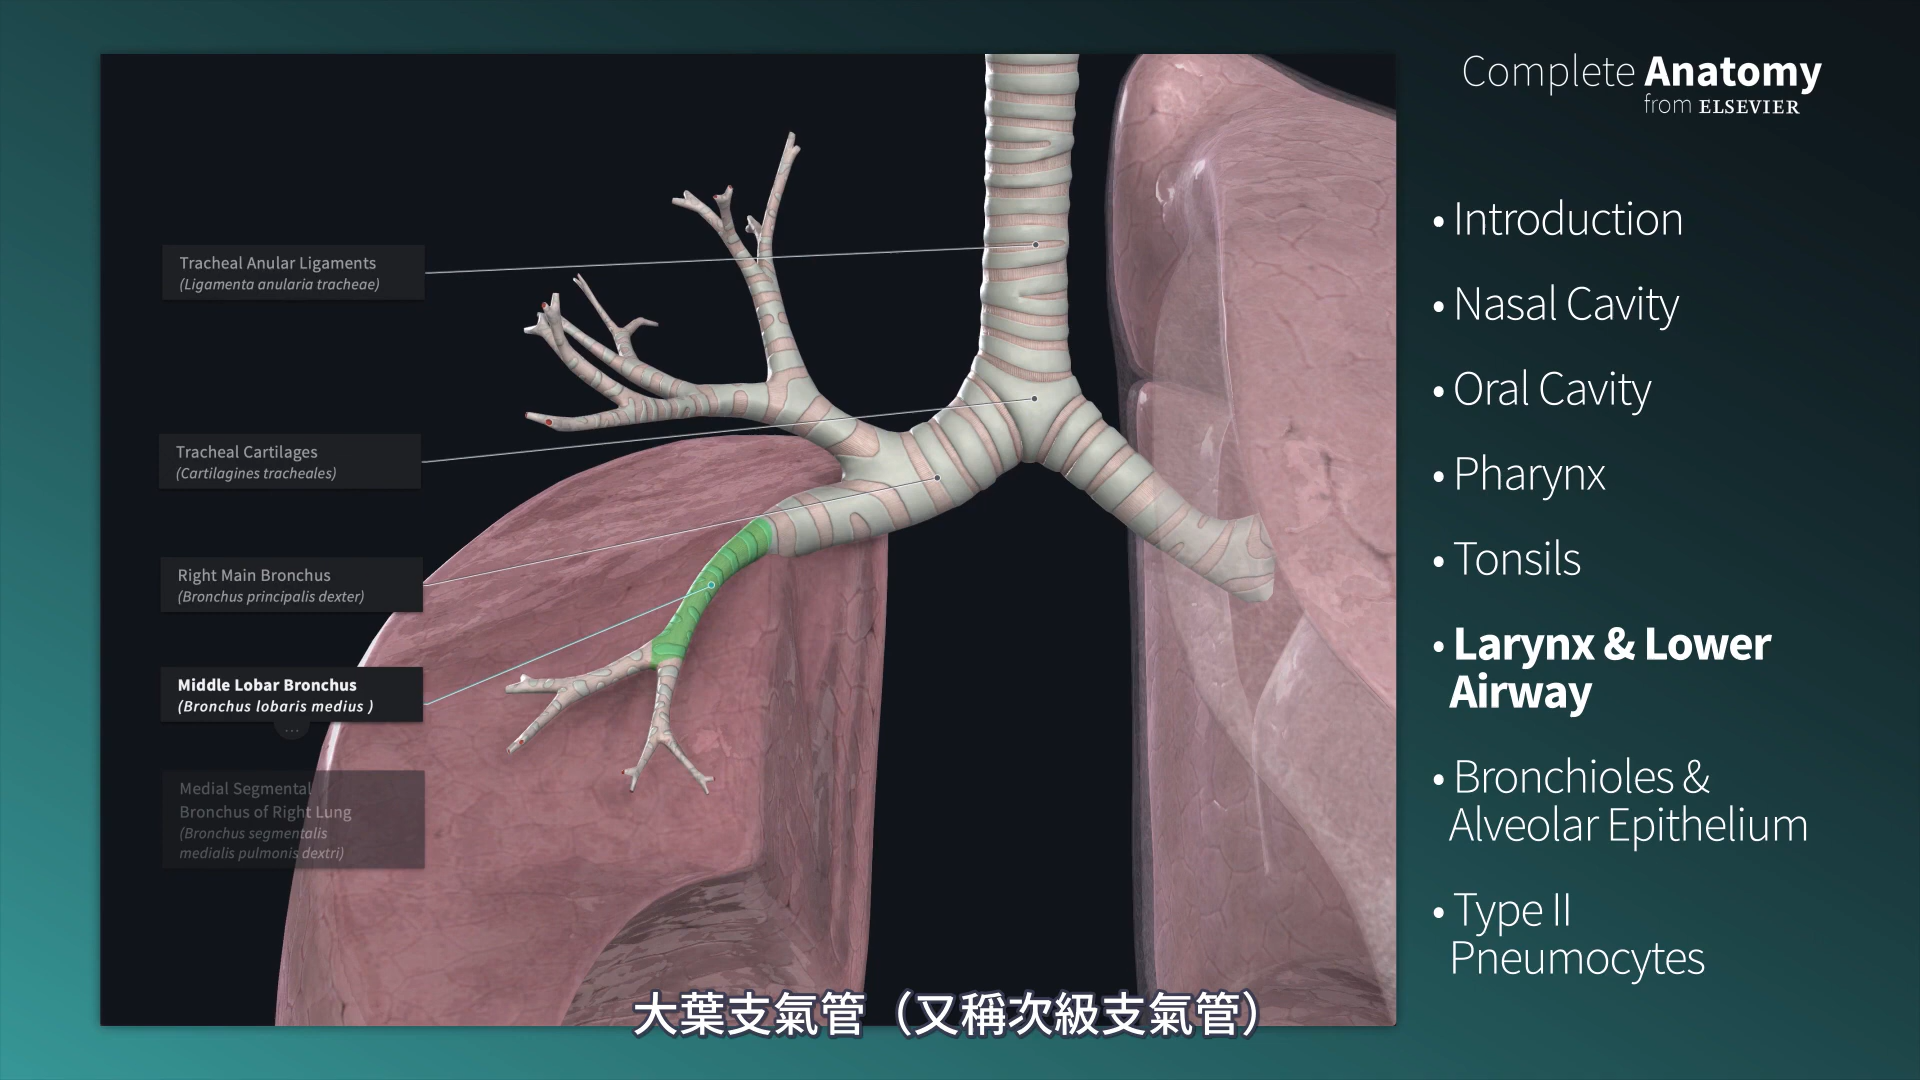 Complete Anatomy
from ELSEVIER
Tracheal Anular Ligaments
(Ligamenta anularia tracheae)
Tracheal Cartilages
(Cartilagines tracheales)
Right Main Bronchus
(Bronchus principalis dexter)
Middle Lobar Bronchus
(Bronchus lobaris medius )
...
Medial Segmental
Bronchus of Right Lung
(Bronchus segmentalis
medialis pulmonis dextri)
• Introduction
• Nasal Cavity
• Oral Cavity
• Pharynx
• Tonsils
• Larynx & Lower
Airway
• Bronchioles &
Alveolar Epithelium
• Type II
Pneumocytes
大葉支氣管（又稱次級支氣管）